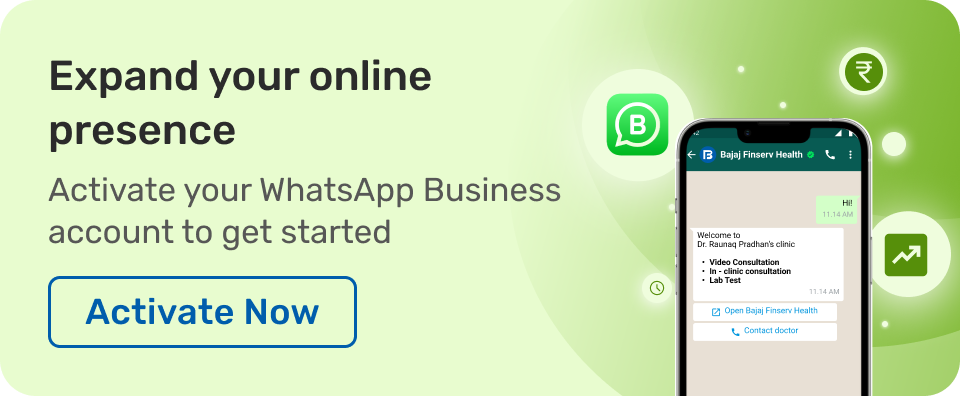 Expand your online
presence
Activate your WhatsApp Business
account to get started
Activate Now
B
₹
Bajaj Finserv Health
Hi!
11.14 AM
Welcome to
Dr. Raunaq Pradhan's clinic
• Video Consultation
• In - clinic consultation
• Lab Test
11.14 AM
Open Bajaj Finserv Health
Contact doctor